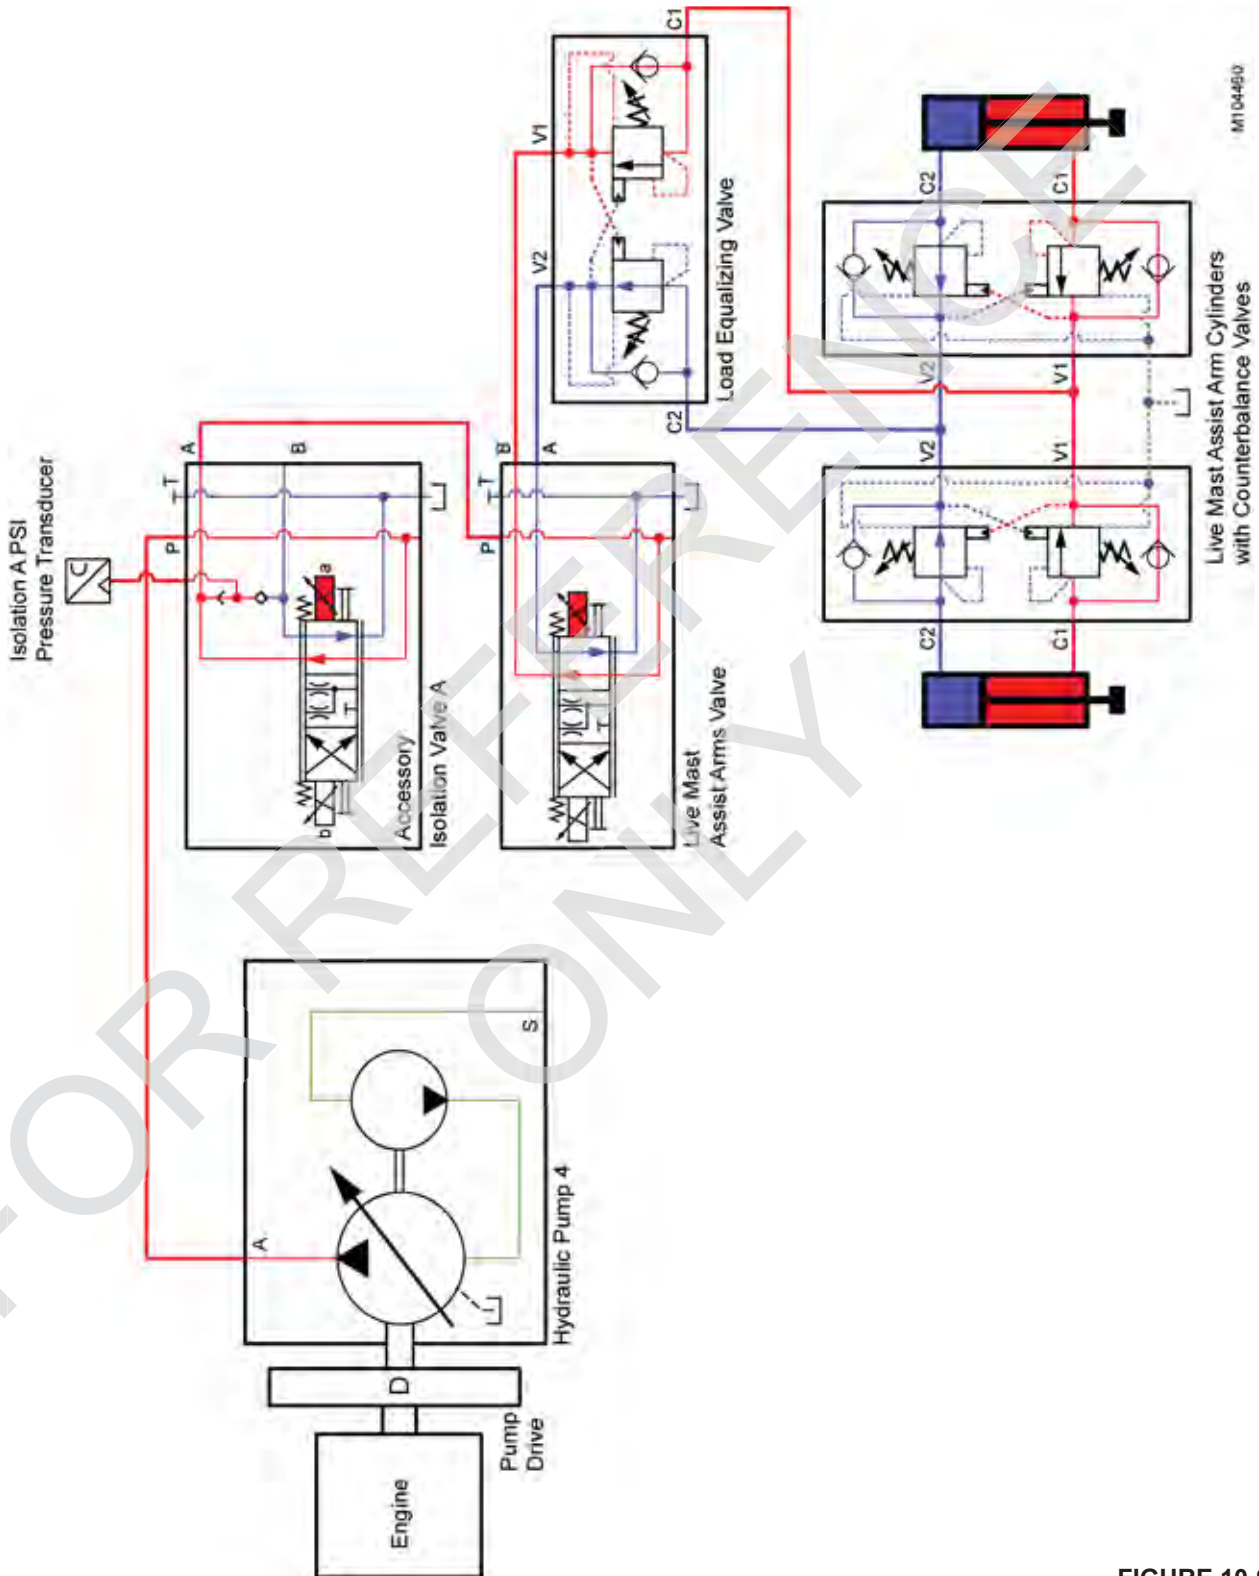 Isolation A PSI
Pressure Transducer
P
T
A
B
a
b
Accessory
Isolation Valve A
P
T
B
A
Live Mast
Assist Arms Valve
V2
V1
C2
C1
Load Equalizing Valve
C2
C1
V2
V1
V2
V1
C2
C1
Live Mast Assist Arm Cylinders
with Counterbalance Valves
M104460
Engine
Pump
Drive
D
A
S
Hydraulic Pump 4
FOR REFERENCE
ONLY